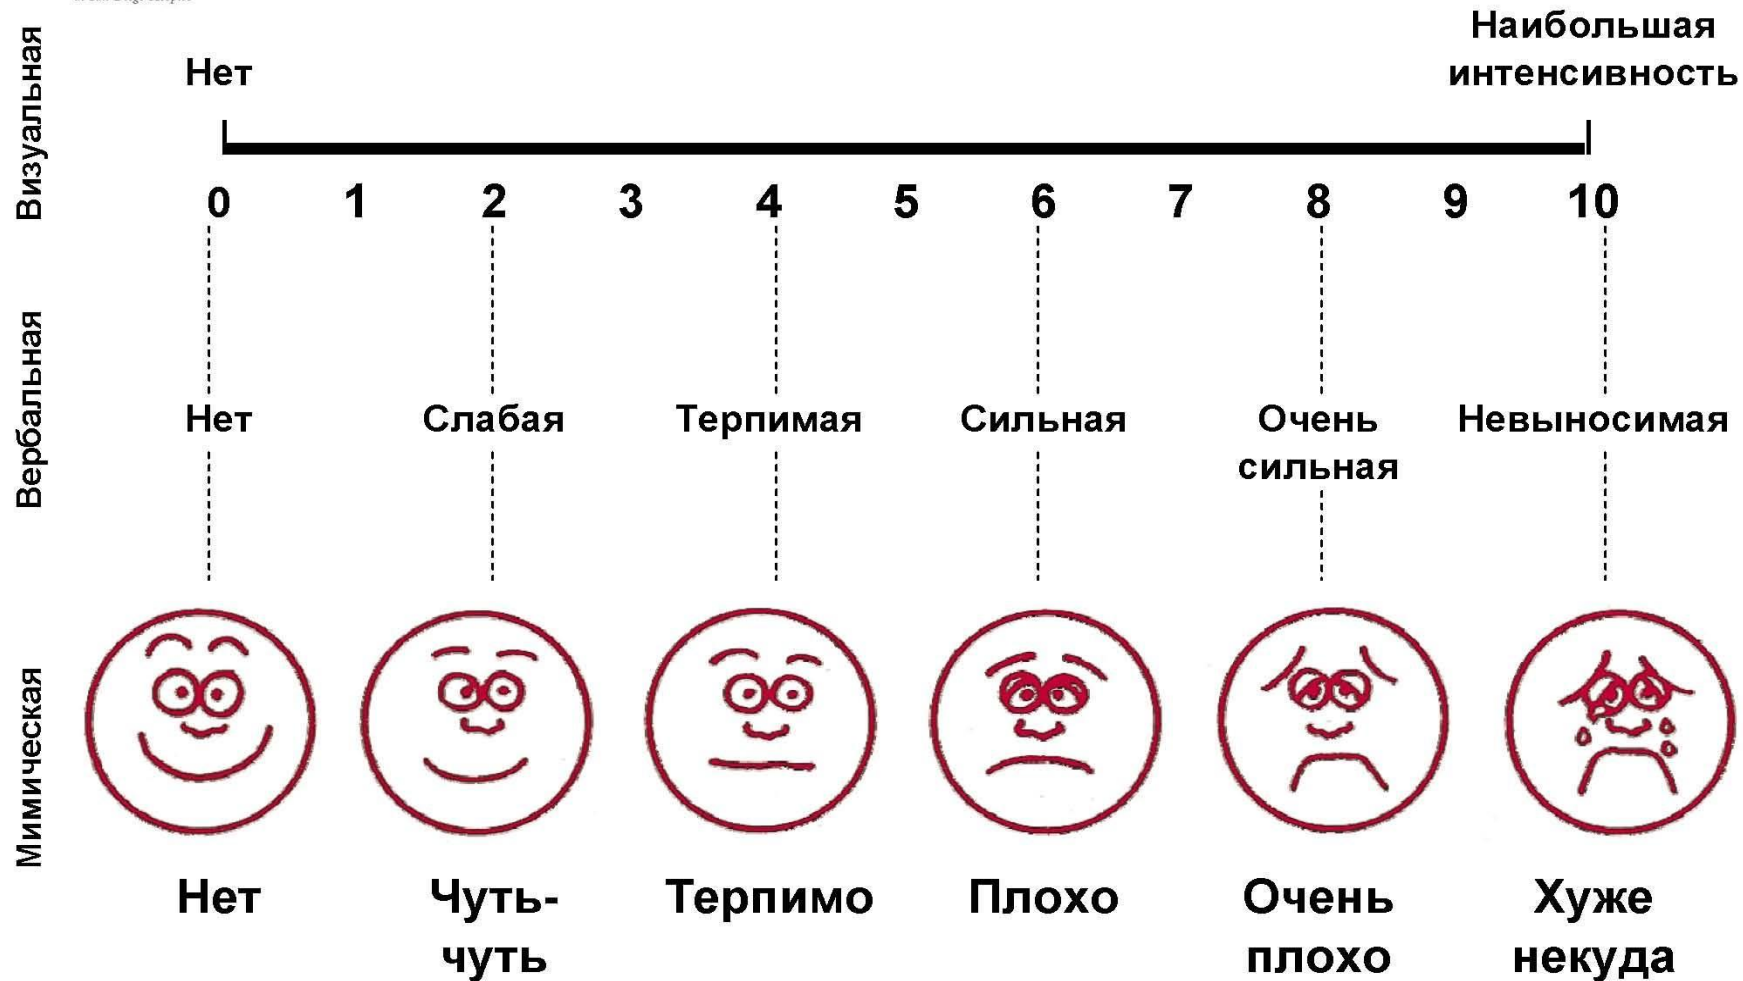 Наибольшая
Нет интенсивность
Визуальная
0 1 2 3 4 5 6 7 8 9 10
Вербальная
Нет Слабая Терпимая Сильная Очень Невыносимая
сильная
Мимическая
Нет Чуть- Терпимо Плохо Очень Хуже
чуть плохо некуда